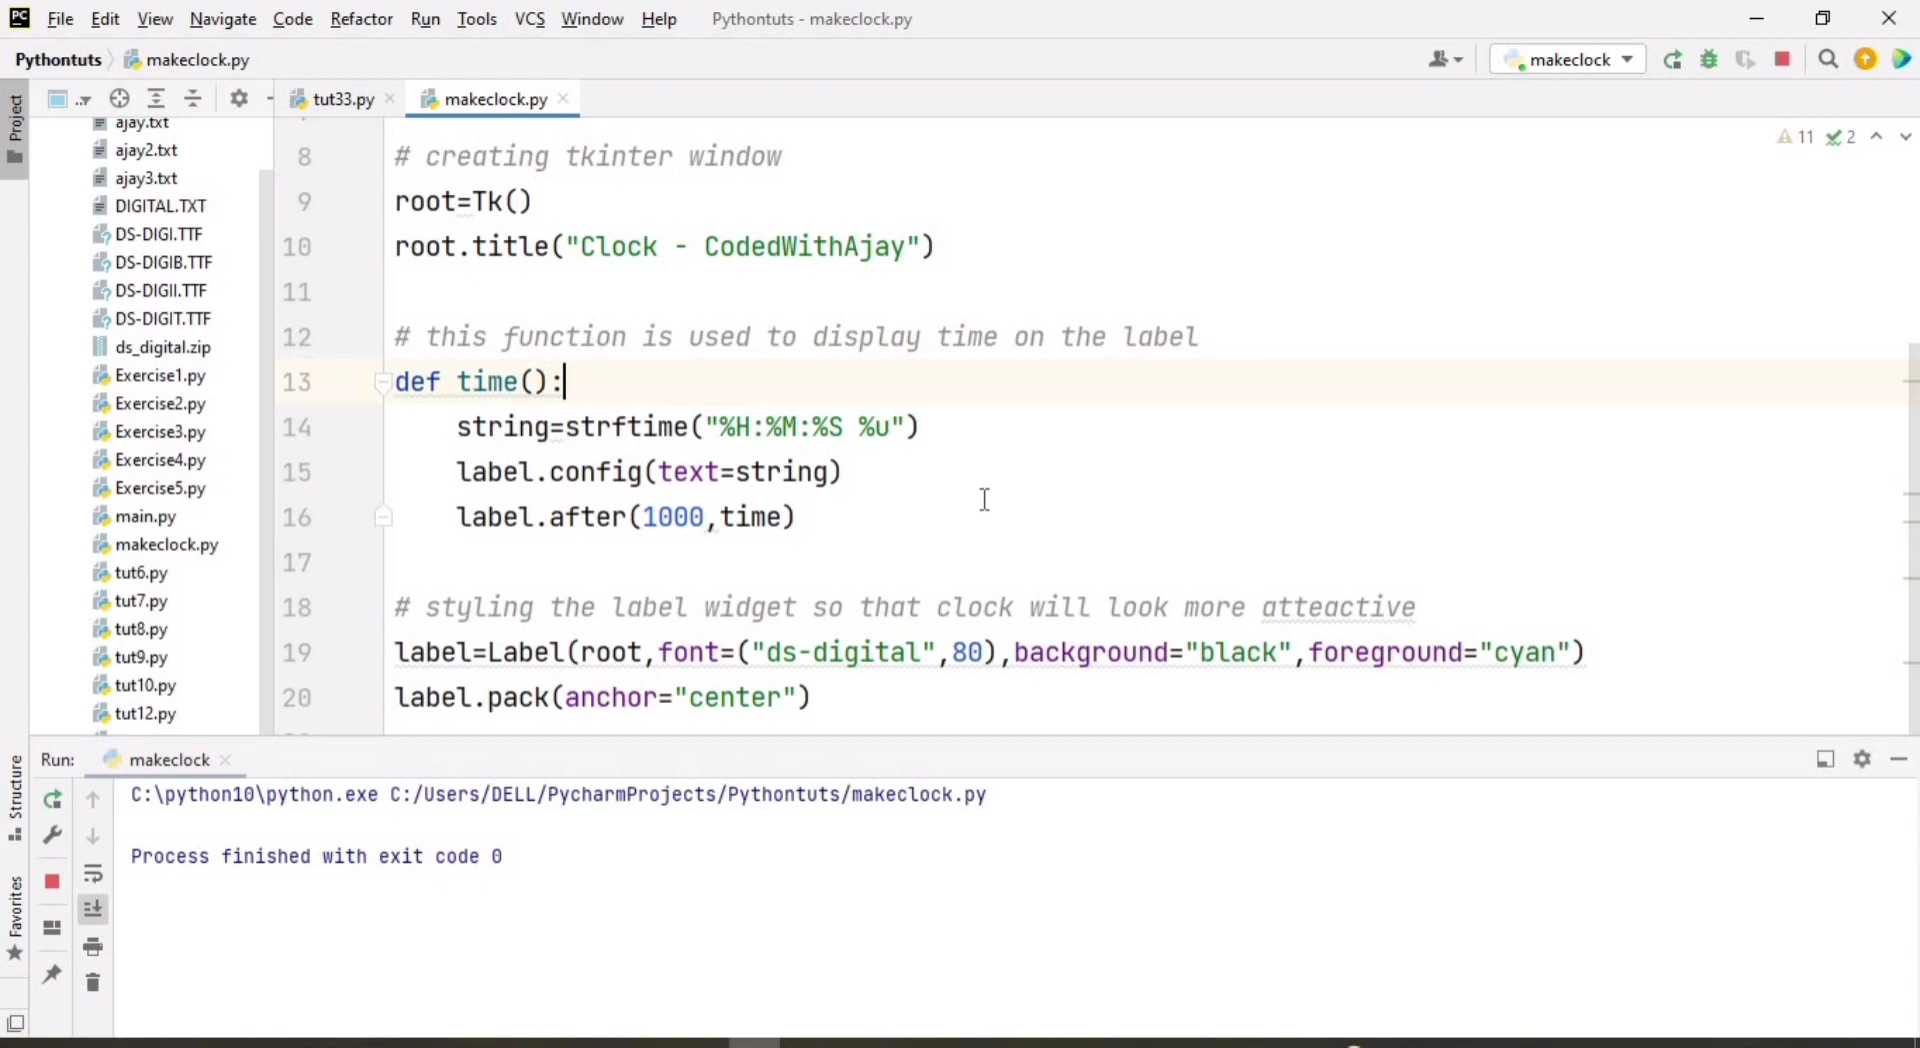 PC File Edit View Navigate Code Refactor Run Tools VCS Window Help Pythontuts - makeclock.py
Pythontuts makeclock.py makeclock
Project
tut33.py makeclock.py
ajay.txt
ajay2.txt
ajay3.txt
DIGITAL.TXT
DS-DIGI.TTF
DS-DIGIB.TTF
DS-DIGII.TTF
DS-DIGIT.TTF
ds_digital.zip
Exercise1.py
Exercise2.py
Exercise3.py
Exercise4.py
Exercise5.py
main.py
makeclock.py
tut6.py
tut7.py
tut8.py
tut9.py
tut10.py
tut12.py
11 2
8 # creating tkinter window
9 root=Tk()
10 root.title("Clock - CodedWithAjay")
11
12 # this function is used to display time on the label
13 def time():
14 string=strftime("%H:%M:%S %u")
15 label.config(text=string)
16 label.after(1000,time)
17
18 # styling the label widget so that clock will look more atteactive
19 label=Label(root,font=("ds-digital",80),background="black",foreground="cyan")
20 label.pack(anchor="center")
Structure
Favorites
Run: makeclock
C:\python10\python.exe C:/Users/DELL/PycharmProjects/Pythontuts/makeclock.py
Process finished with exit code 0